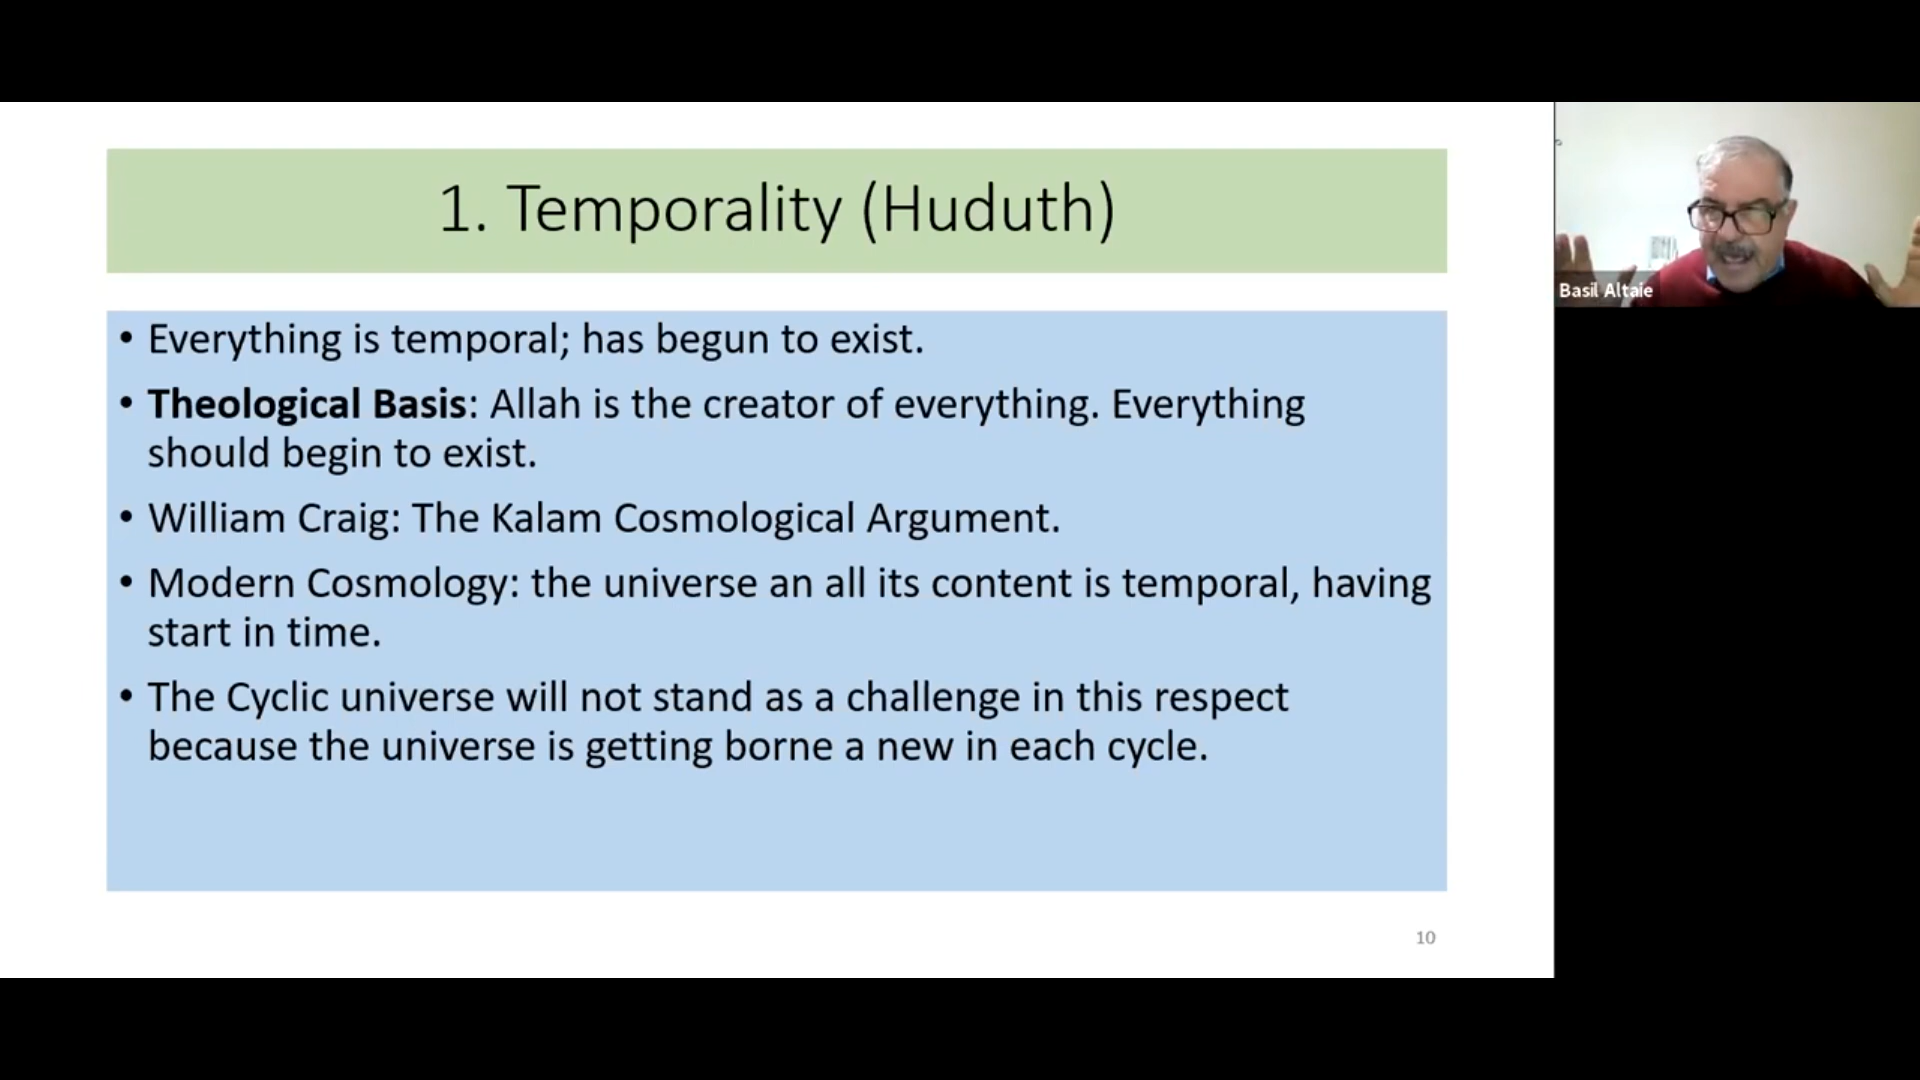 1. Temporality (Huduth)
• Everything is temporal; has begun to exist.
• Theological Basis: Allah is the creator of everything. Everything
should begin to exist.
• William Craig: The Kalam Cosmological Argument.
• Modern Cosmology: the universe an all its content is temporal, having
start in time.
• The Cyclic universe will not stand as a challenge in this respect
because the universe is getting borne a new in each cycle.
10
Basil Altaie